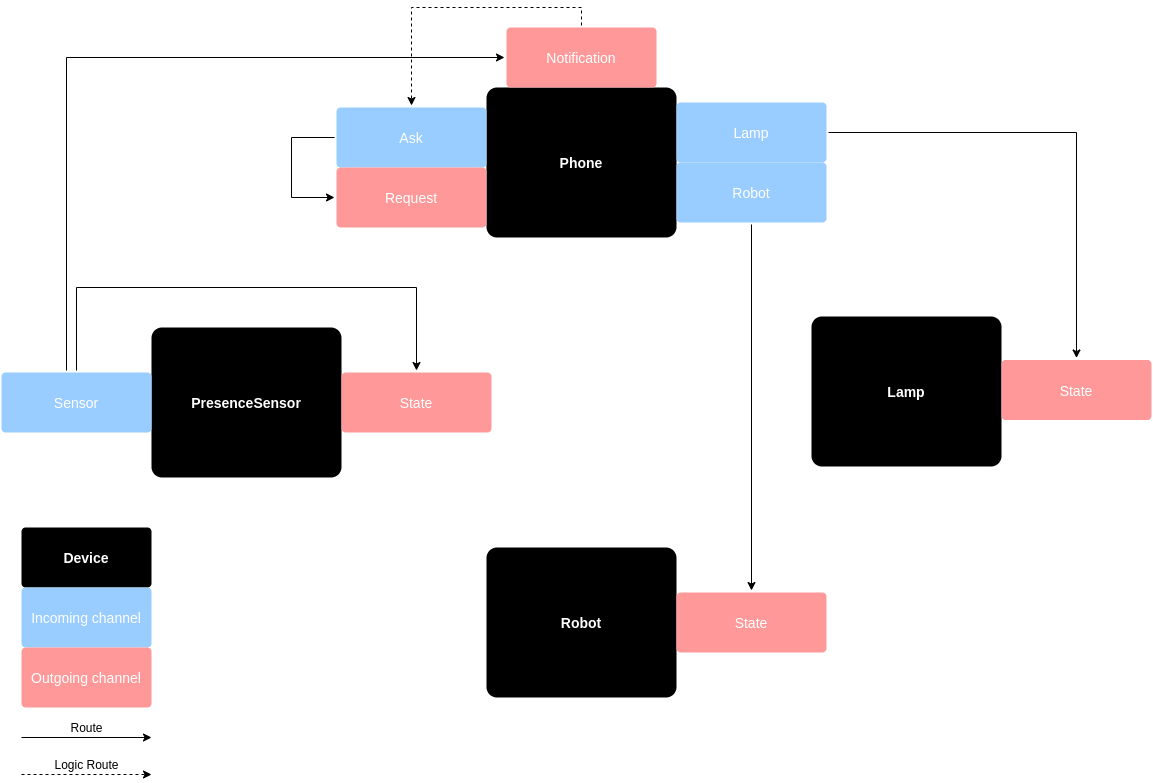 Notification
Ask
Request
Phone
Lamp
Robot
Sensor
PresenceSensor
State
Lamp
State
Robot
State
Device
Incoming channel
Outgoing channel
Route
Logic Route